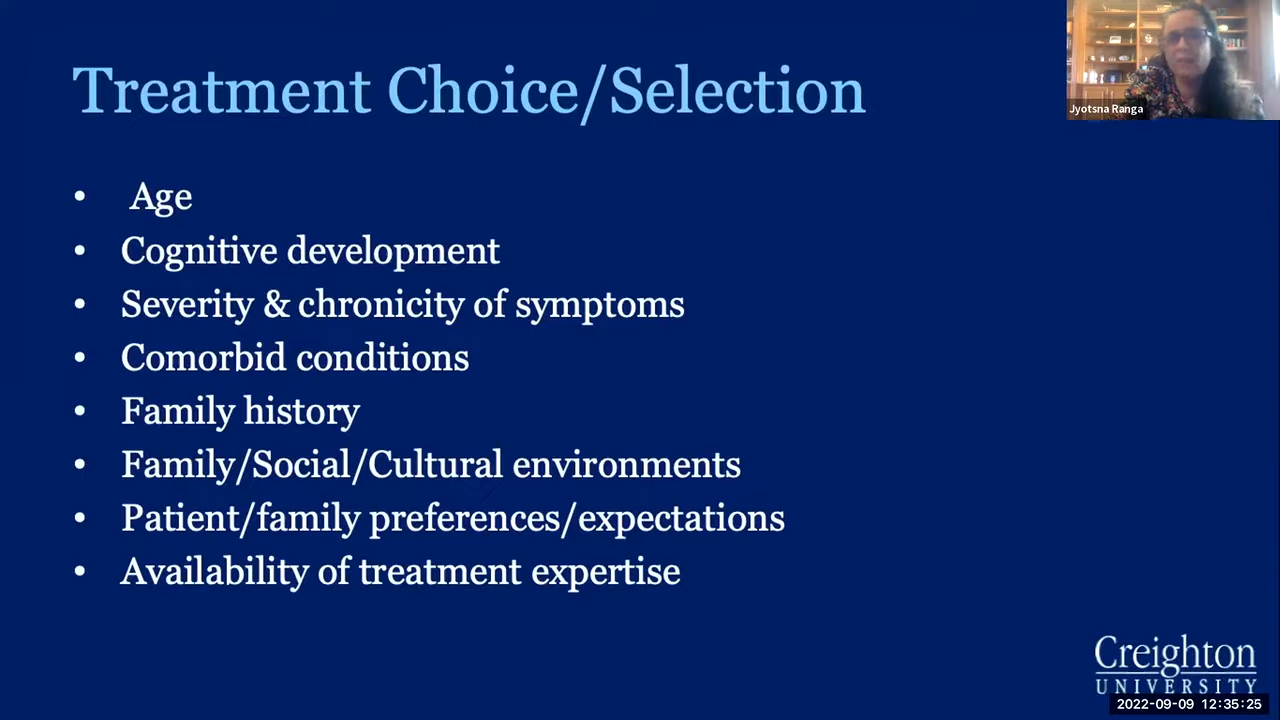 Treatment Choice/Selection
Jyotsna Ranga
• Age
• Cognitive development
• Severity & chronicity of symptoms
• Comorbid conditions
• Family history
• Family/Social/Cultural environments
• Patient/family preferences/expectations
• Availability of treatment expertise
Creighton
UNIVERSITY
2022-09-09 12:35:25